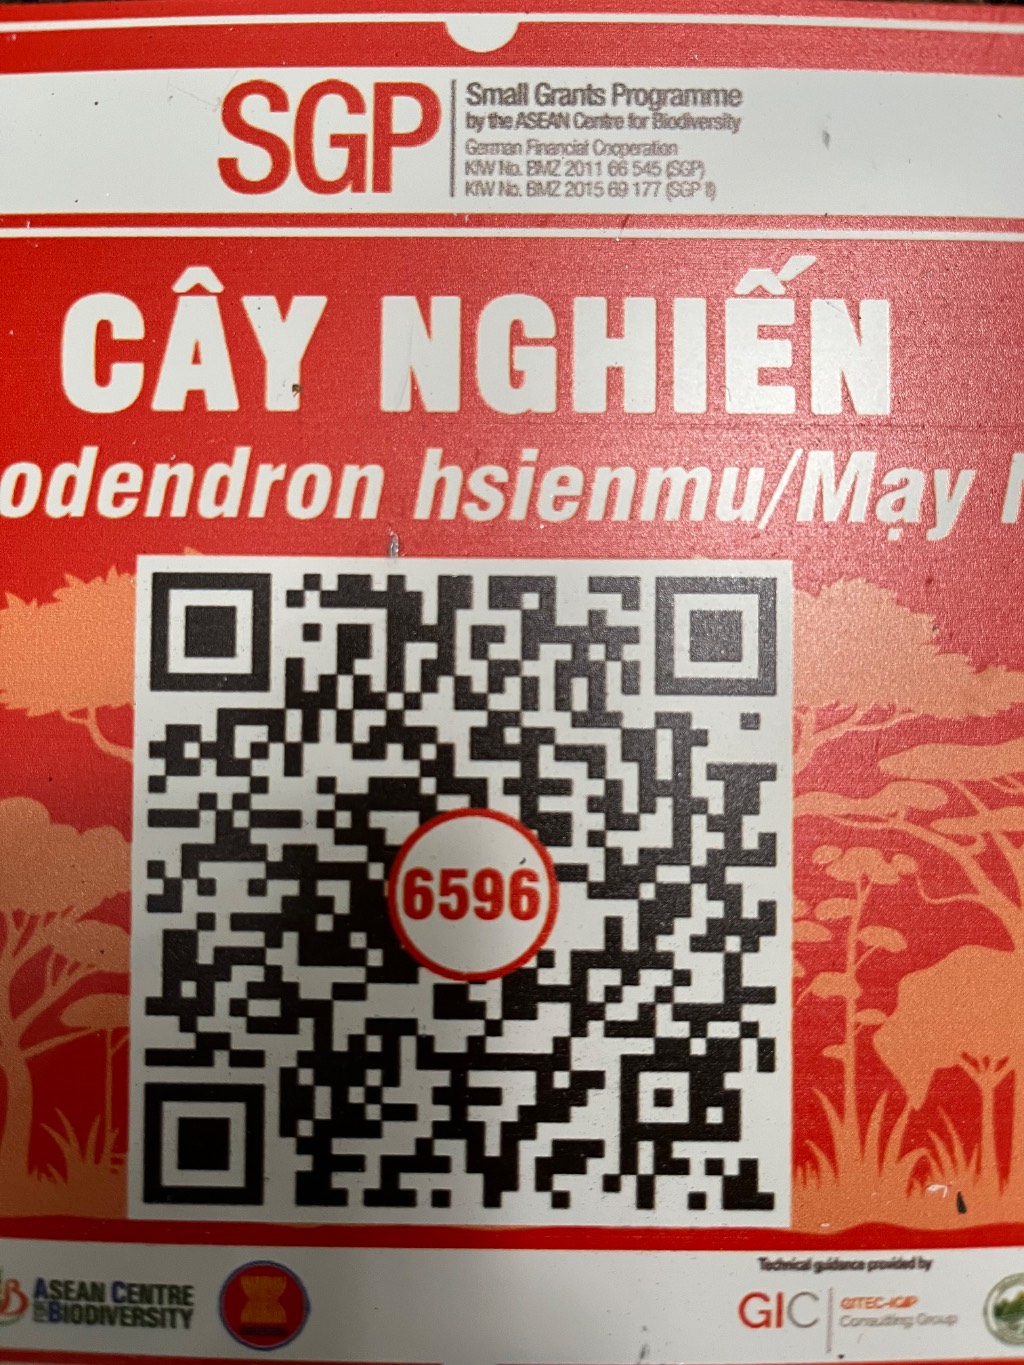 SGP
Small Grants Programme
by the ASEAN Centre for Biodiversity
German Financial Cooperation
KfW No. BMZ 2011 66 545 (SGP)
KfW No. BMZ 2015 69 177 (SGP II)
CÂY NGHIẾN
odendron hsienmu/Mạy
6596
ASEAN CENTRE
BIODIVERSITY
Technical guidance provided by
GIC
GITEC-IGIP
Consulting Group